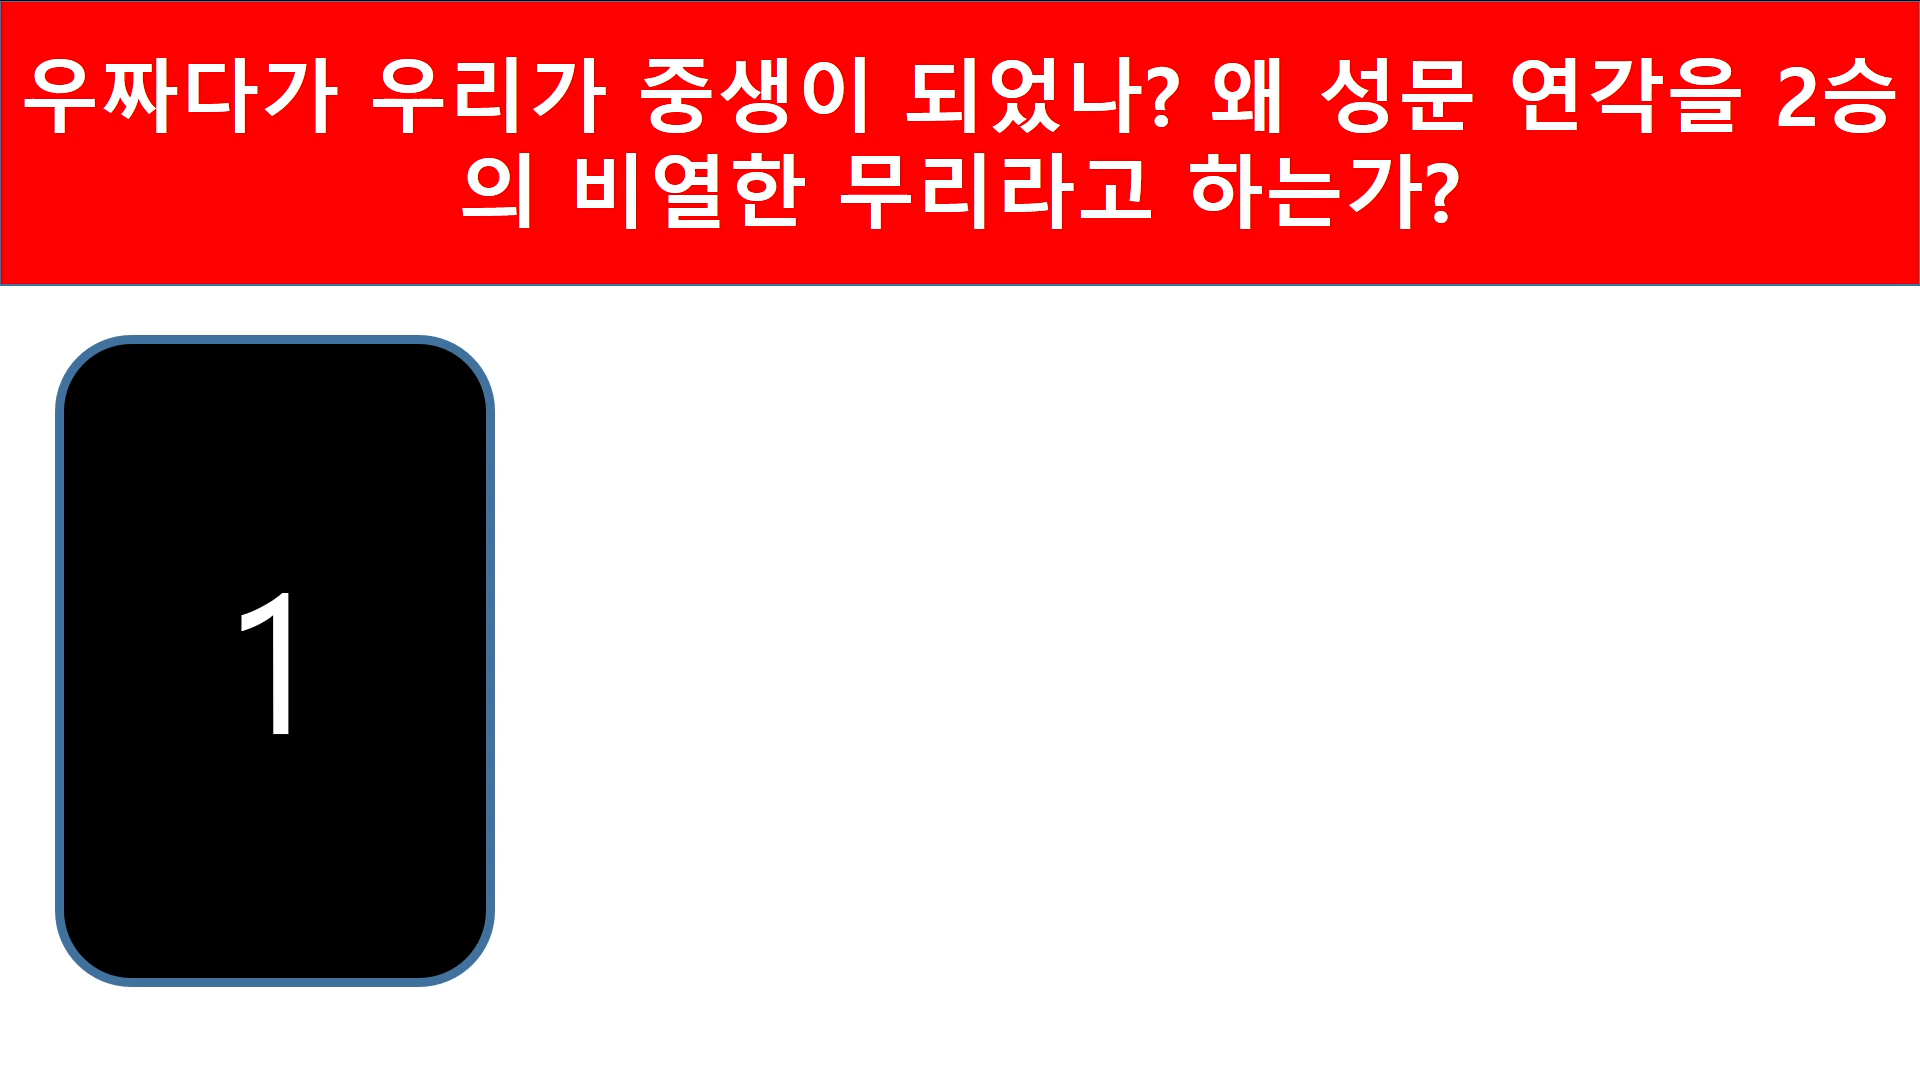 우짜다가 우리가 중생이 되었나? 왜 성문 연각을 2승
의 비열한 무리라고 하는가?
1